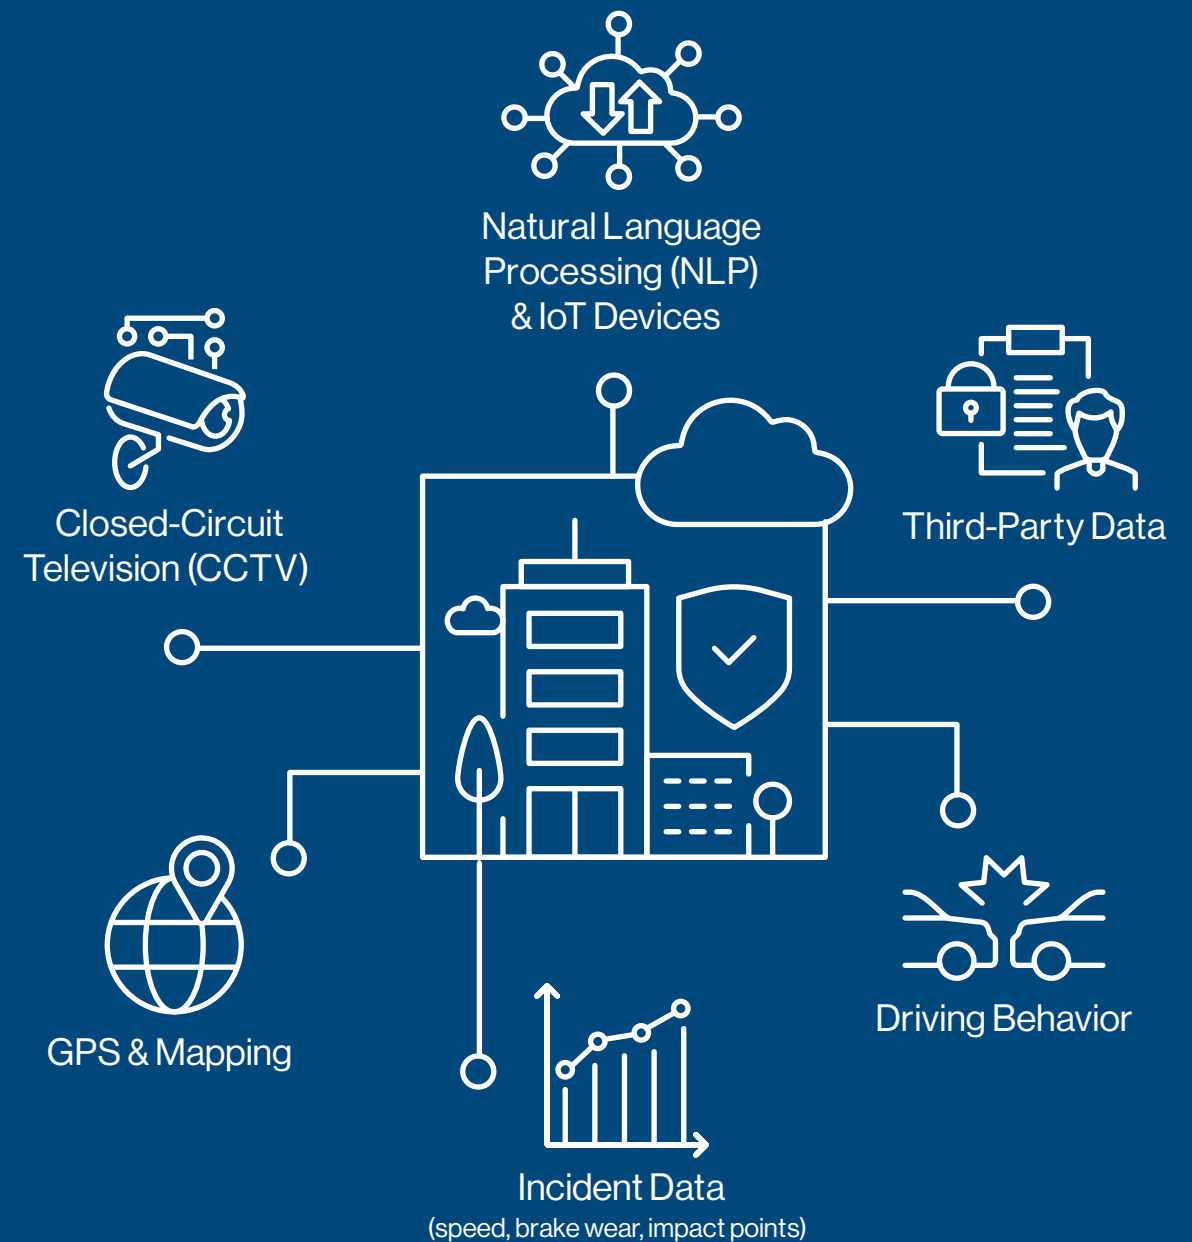 Natural Language
Processing (NLP)
& IoT Devices
Closed-Circuit
Television (CCTV)
Third-Party Data
GPS & Mapping
Driving Behavior
Incident Data
(speed, brake wear, impact points)